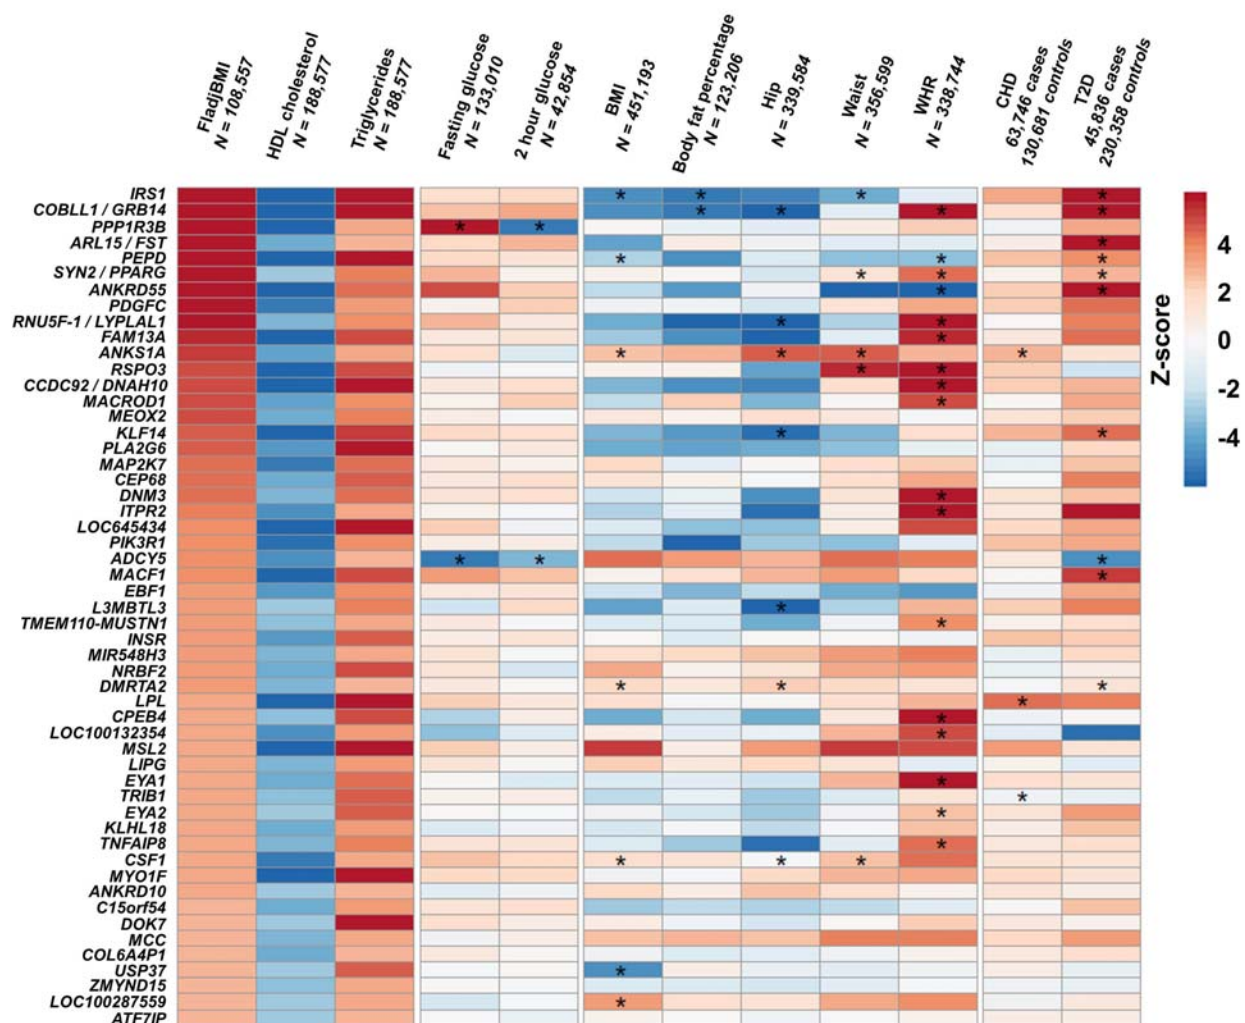 FIadjBMI
N = 108,557
HDL cholesterol
N = 188,577
Triglycerides
N = 188,577
Fasting glucose
N = 133,010
2 hour glucose
N = 42,854
BMI
N = 451,193
Body fat percentage
N = 123,206
Hip
N = 339,584
Waist
N = 356,599
WHR
N = 338,744
CHD
63,746 cases
130,681 controls
T2D
45,836 cases
230,358 controls
IRS1 * * * *
COBLL1 / GRB14 * * * *
PPP1R3B * *
ARL15 / FST *
PEPD * * *
SYN2 / PPARG * * *
ANKRD55 * *
PDGFC
RNU5F-1 / LYPLAL1 * *
FAM13A *
ANKS1A * * * *
RSPO3 * *
CCDC92 / DNAH10 *
MACROD1 *
MEOX2
KLF14 * *
PLA2G6
MAP2K7
CEP68
DNM3 *
ITPR2 *
LOC645434
PIK3R1
ADCY5 * * *
MACF1 *
EBF1
L3MBTL3 *
TMEM110-MUSTN1 *
INSR
MIR548H3
NRBF2
DMRTA2 * * *
LPL *
CPEB4 *
LOC100132354 *
MSL2
LIPG
EYA1 *
TRIB1 *
EYA2 *
KLHL18
TNFAIP8 *
CSF1 * * *
MYO1F
ANKRD10
C15orf54
DOK7
MCC
COL6A4P1
USP37 *
ZMYND15
LOC100287559 *
ATF7IP
4
2
0
-2
-4
Z-score